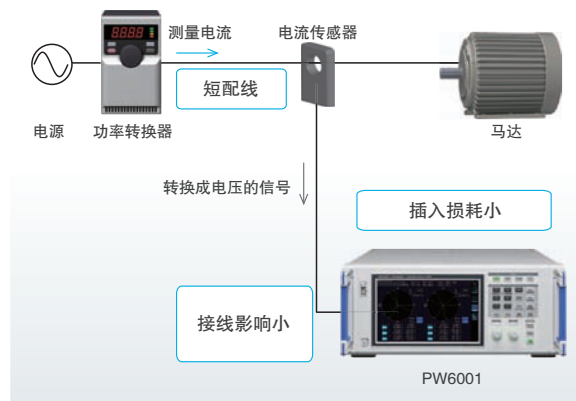 测量电流
电流传感器
短配线
电源
功率转换器
马达
转换成电压的信号
插入损耗小
接线影响小
PW6001